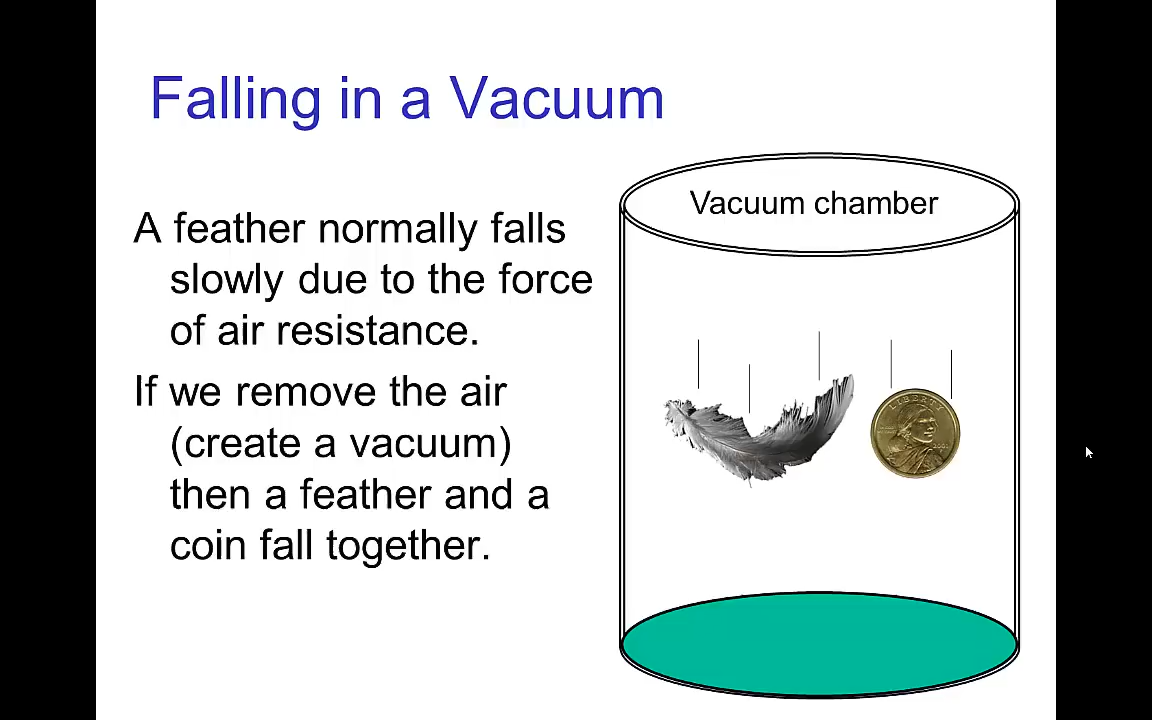 Falling in a Vacuum
Vacuum chamber
A feather normally falls
slowly due to the force
of air resistance.
If we remove the air
(create a vacuum)
then a feather and a
coin fall together.
LIBERTY